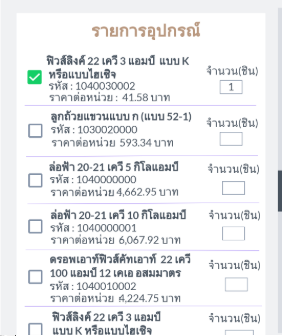 รายการอุปกรณ์
ฟิวส์ลิงค์ 22 เควี 3 แอมป์ แบบ K
หรือแบบไฮเซิจ
รหัส : 1040030002
ราคาต่อหน่วย : 41.58 บาท
จำนวน(ชิ้น)
1
ลูกถ้วยแขวนแบบ ก (แบบ 52-1)
รหัส : 1030020000
ราคาต่อหน่วย 593.34 บาท
จำนวน(ชิ้น)
ล่อฟ้า 20-21 เควี 5 กิโลแอมป์
รหัส : 1040000000
ราคาต่อหน่วย 4,662.95 บาท
จำนวน(ชิ้น)
ล่อฟ้า 20-21 เควี 10 กิโลแอมป์
รหัส : 1040000001
ราคาต่อหน่วย 6,067.92 บาท
จำนวน(ชิ้น)
ดรอพเอาท์ฟิวส์คัทเอาท์ 22 เควี
100 แอมป์ 12 เคเอ อสมมาตร
รหัส : 1040010002
ราคาต่อหน่วย 4,224.75 บาท
จำนวน(ชิ้น)
ฟิวส์ลิงค์ 22 เควี 3 แอมป์
แบบ K หรือแบบไฮเซิจ
จำนวน(ชิ้น)